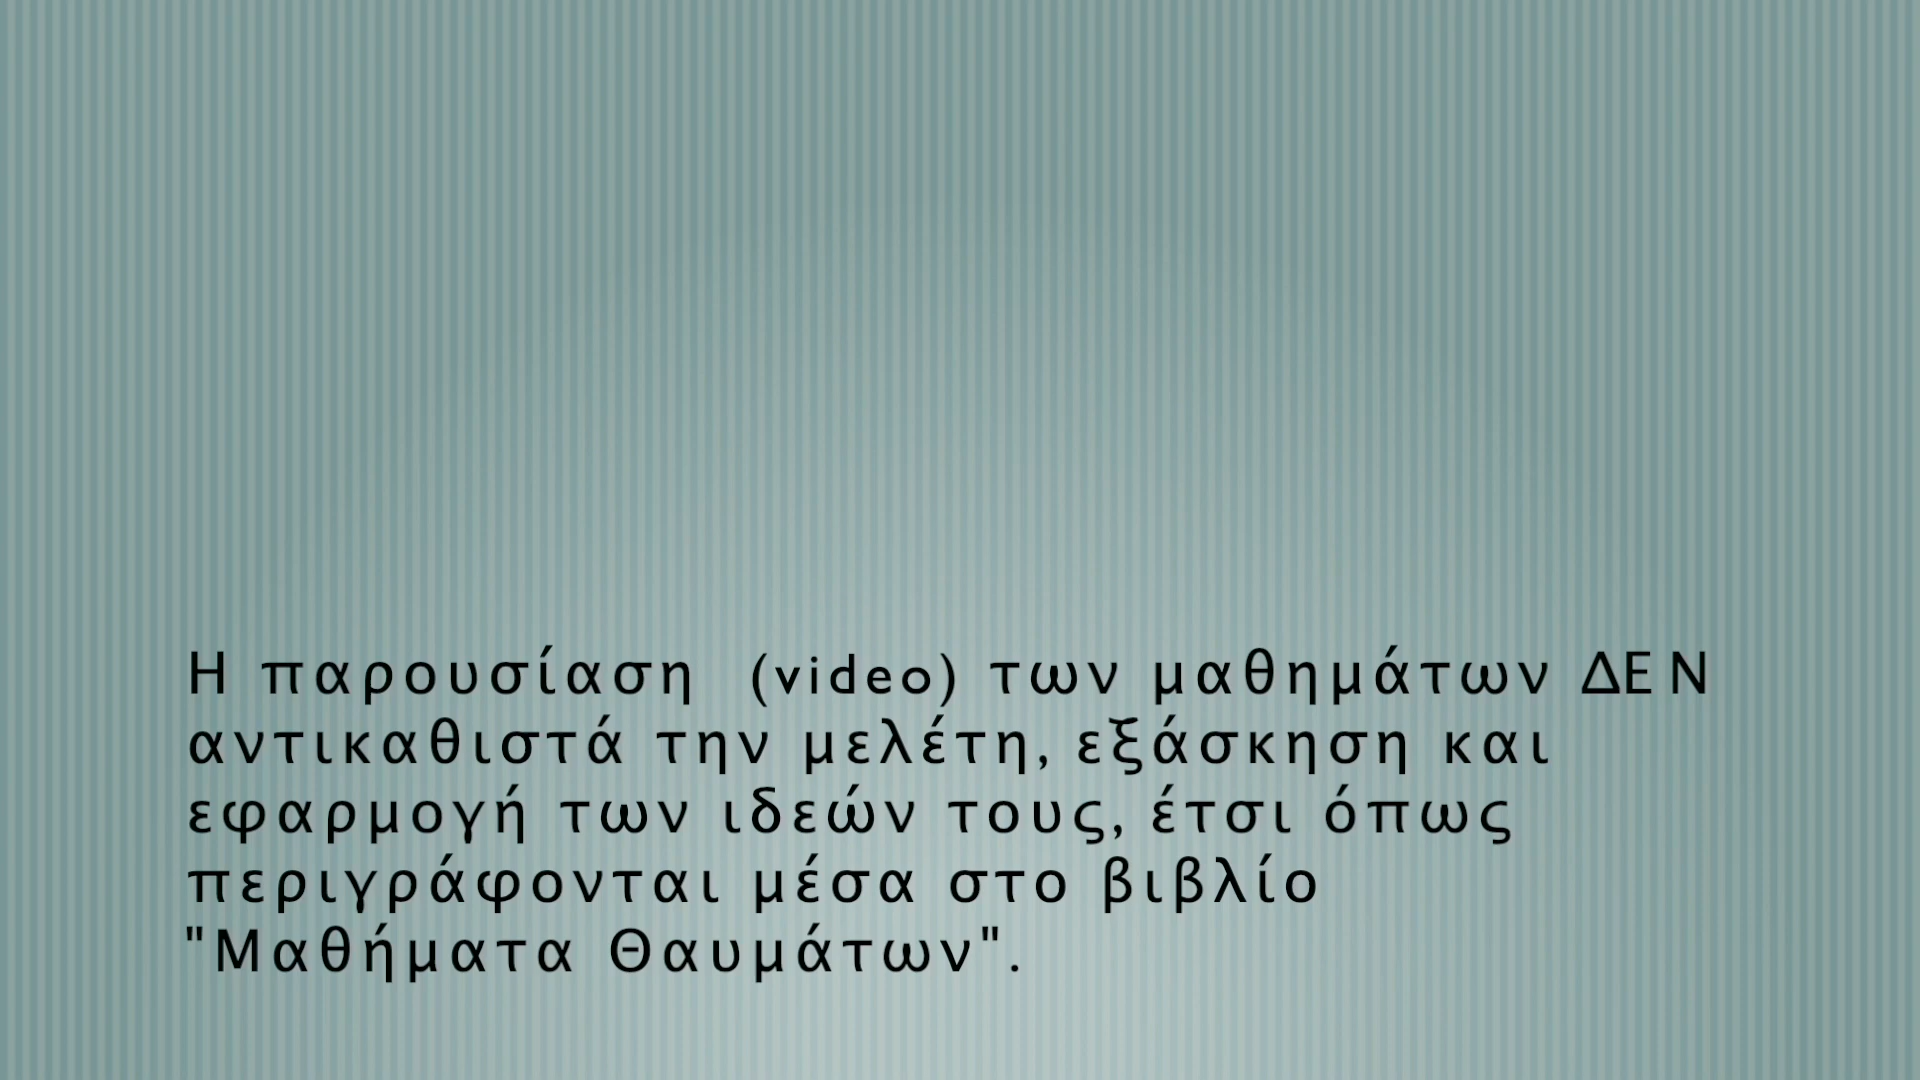 Η παρουσίαση (video) των μαθημάτων ΔΕΝ
αντικαθιστά την μελέτη, εξάσκηση και
εφαρμογή των ιδεών τους, έτσι όπως
περιγράφονται μέσα στο βιβλίο
"Μαθήματα Θαυμάτων".